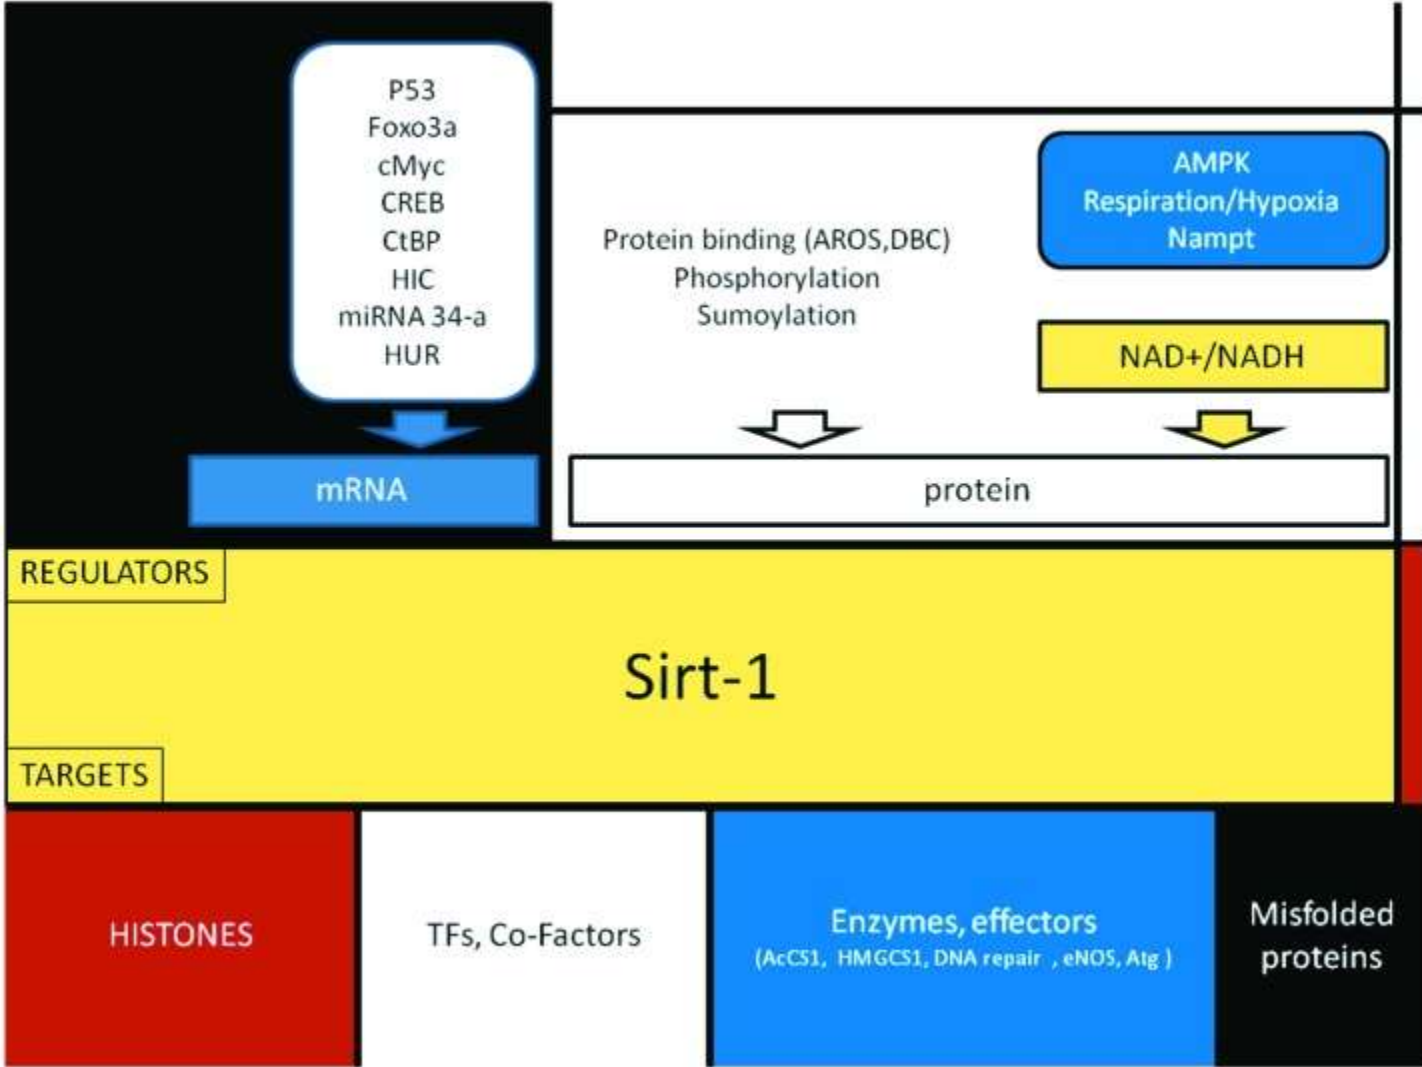 P53
Foxo3a
cMyc
CREB
CtBP
HIC
miRNA 34-a
HUR
mRNA
Protein binding (AROS,DBC)
Phosphorylation
Sumoylation
AMPK
Respiration/Hypoxia
Nampt
NAD+/NADH
protein
REGULATORS
Sirt-1
TARGETS
HISTONES
TFs, Co-Factors
Enzymes, effectors
(AcCS1, HMGCS1, DNA repair , eNOS, Atg )
Misfolded
proteins